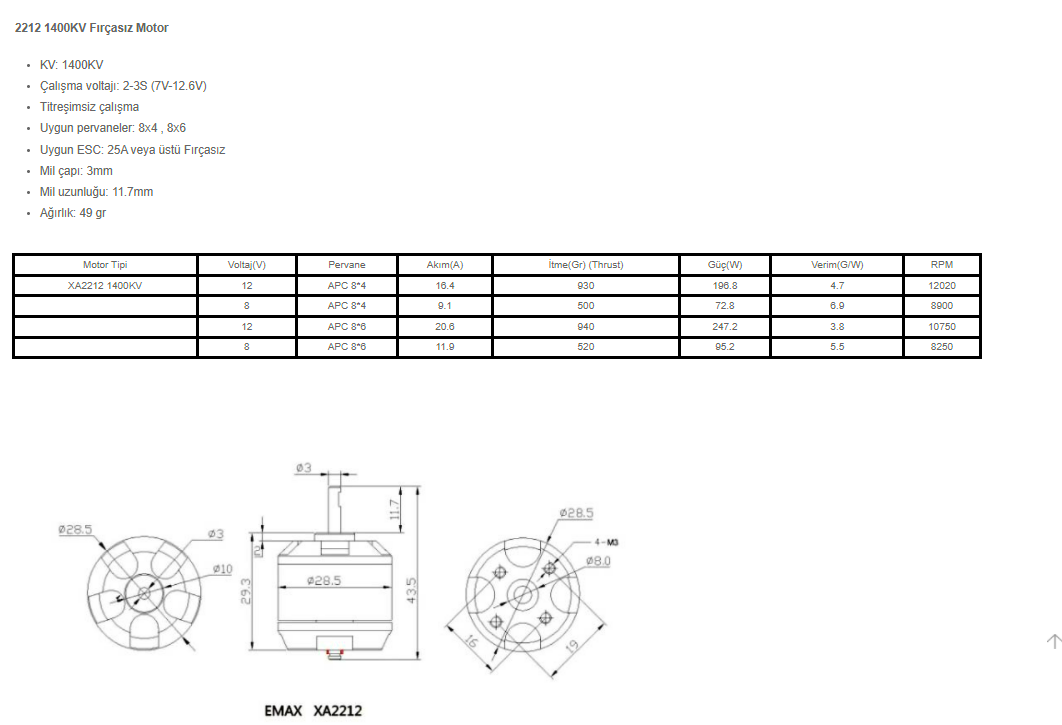 2212 1400KV Fırçasız Motor
KV: 1400KV
Çalışma voltajı: 2-3S (7V-12.6V)
Titreşimsiz çalışma
Uygun pervaneler: 8x4 , 8x6
Uygun ESC: 25A veya üstü Fırçasız
Mil çapı: 3mm
Mil uzunluğu: 11.7mm
Ağırlık: 49 gr
Motor Tipi Voltaj(V) Pervane Akım(A) İtme(Gr) (Thrust) Güç(W) Verim(G/W) RPM
XA2212 1400KV 12 APC 8*4 16.4 930 196.8 4.7 12020
8 APC 8*4 9.1 500 72.8 6.9 8900
12 APC 8*6 20.6 940 247.2 3.8 10750
8 APC 8*6 11.9 520 95.2 5.5 8250
Ø28.5
Ø3
Ø10
Ø3
11.7
2
Ø28.5
29.3
43.5
Ø28.5
4-M3
Ø8.0
16
19
EMAX XA2212